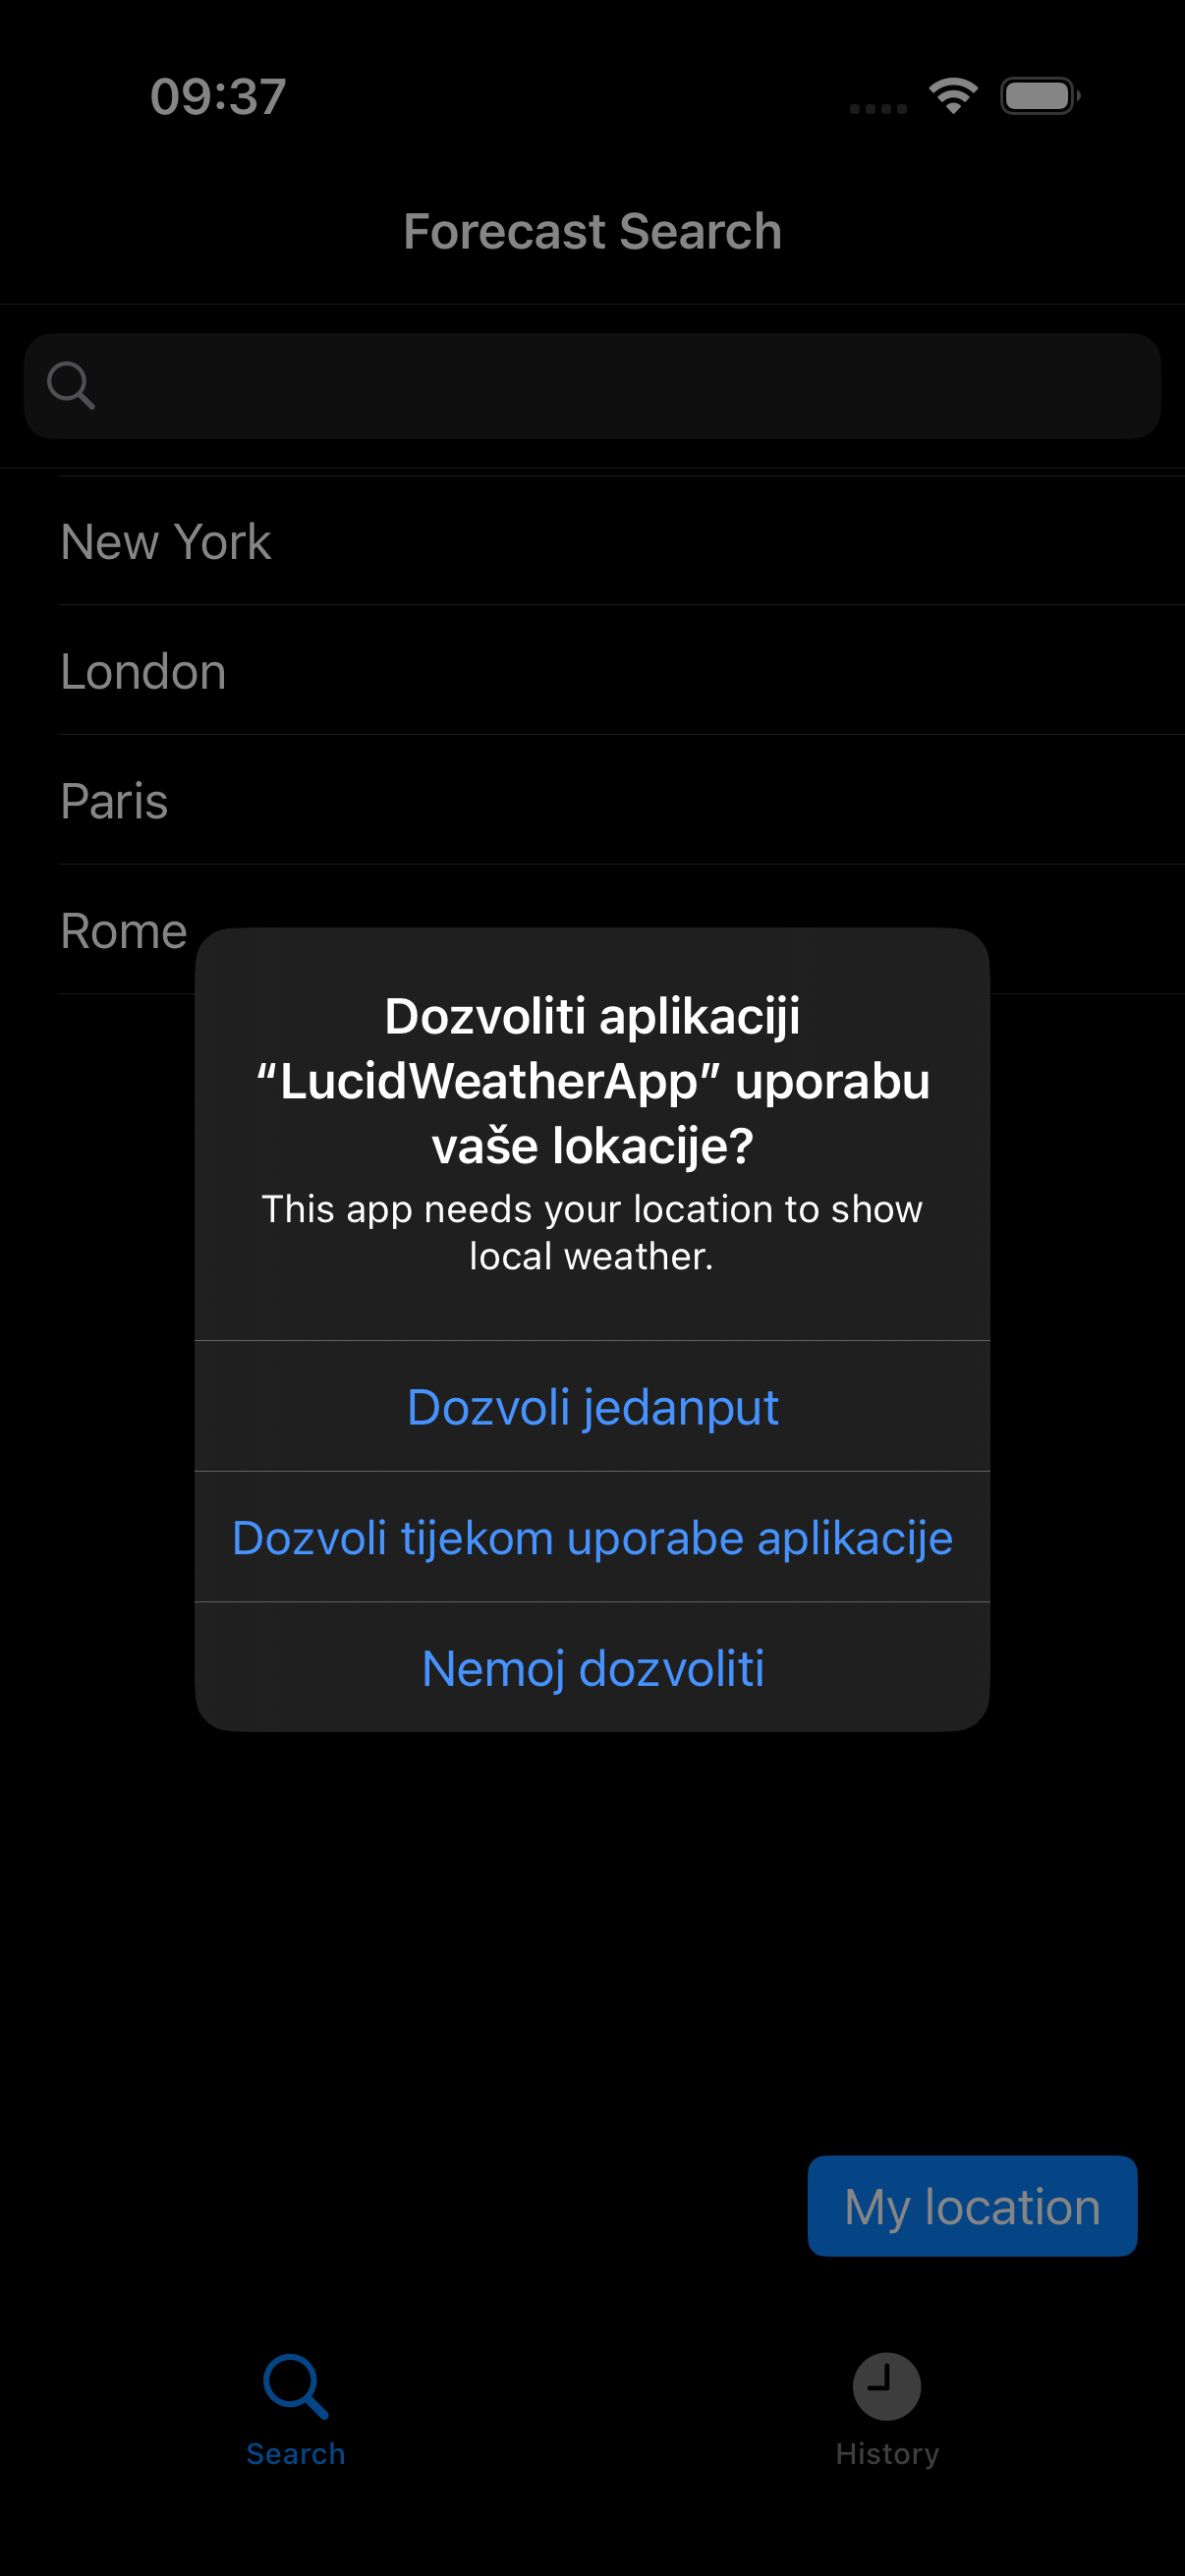 09:37
Forecast Search
New York
London
Paris
Rome
Dozvoliti aplikaciji
“LucidWeatherApp” uporabu
vaše lokacije?
This app needs your location to show
local weather.
Dozvoli jedanput
Dozvoli tijekom uporabe aplikacije
Nemoj dozvoliti
My location
Search
History